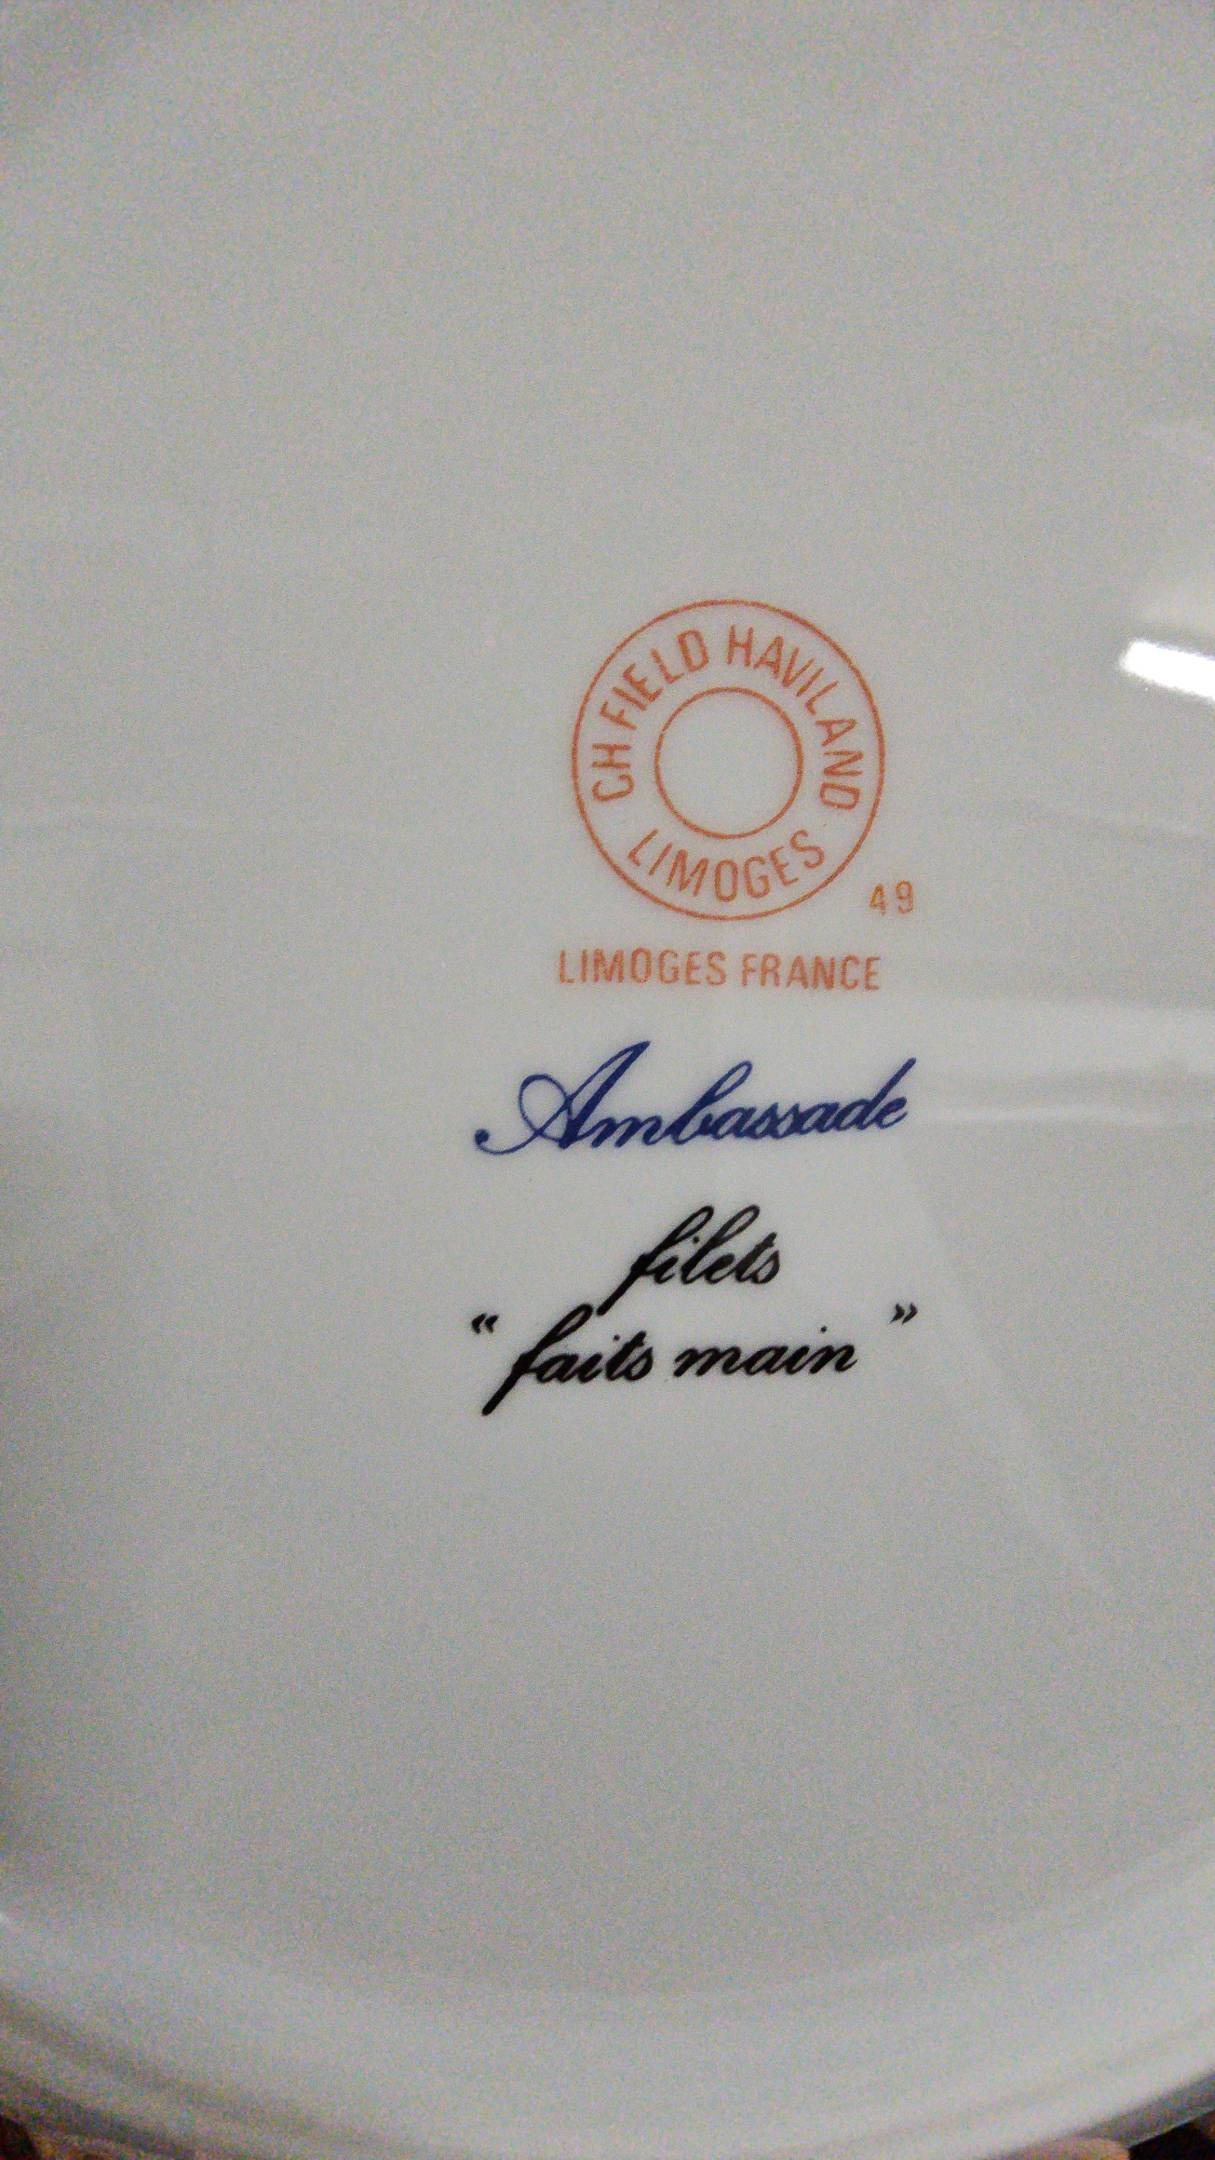 CH FIELD HAVILAND
LIMOGES
49
LIMOGES FRANCE
Ambassade
filets
“ faits main ”